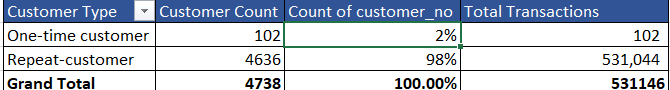 Customer Type Customer Count Count of customer_no Total Transactions
One-time customer 102 2% 102
Repeat-customer 4636 98% 531,044
Grand Total 4738 100.00% 531146